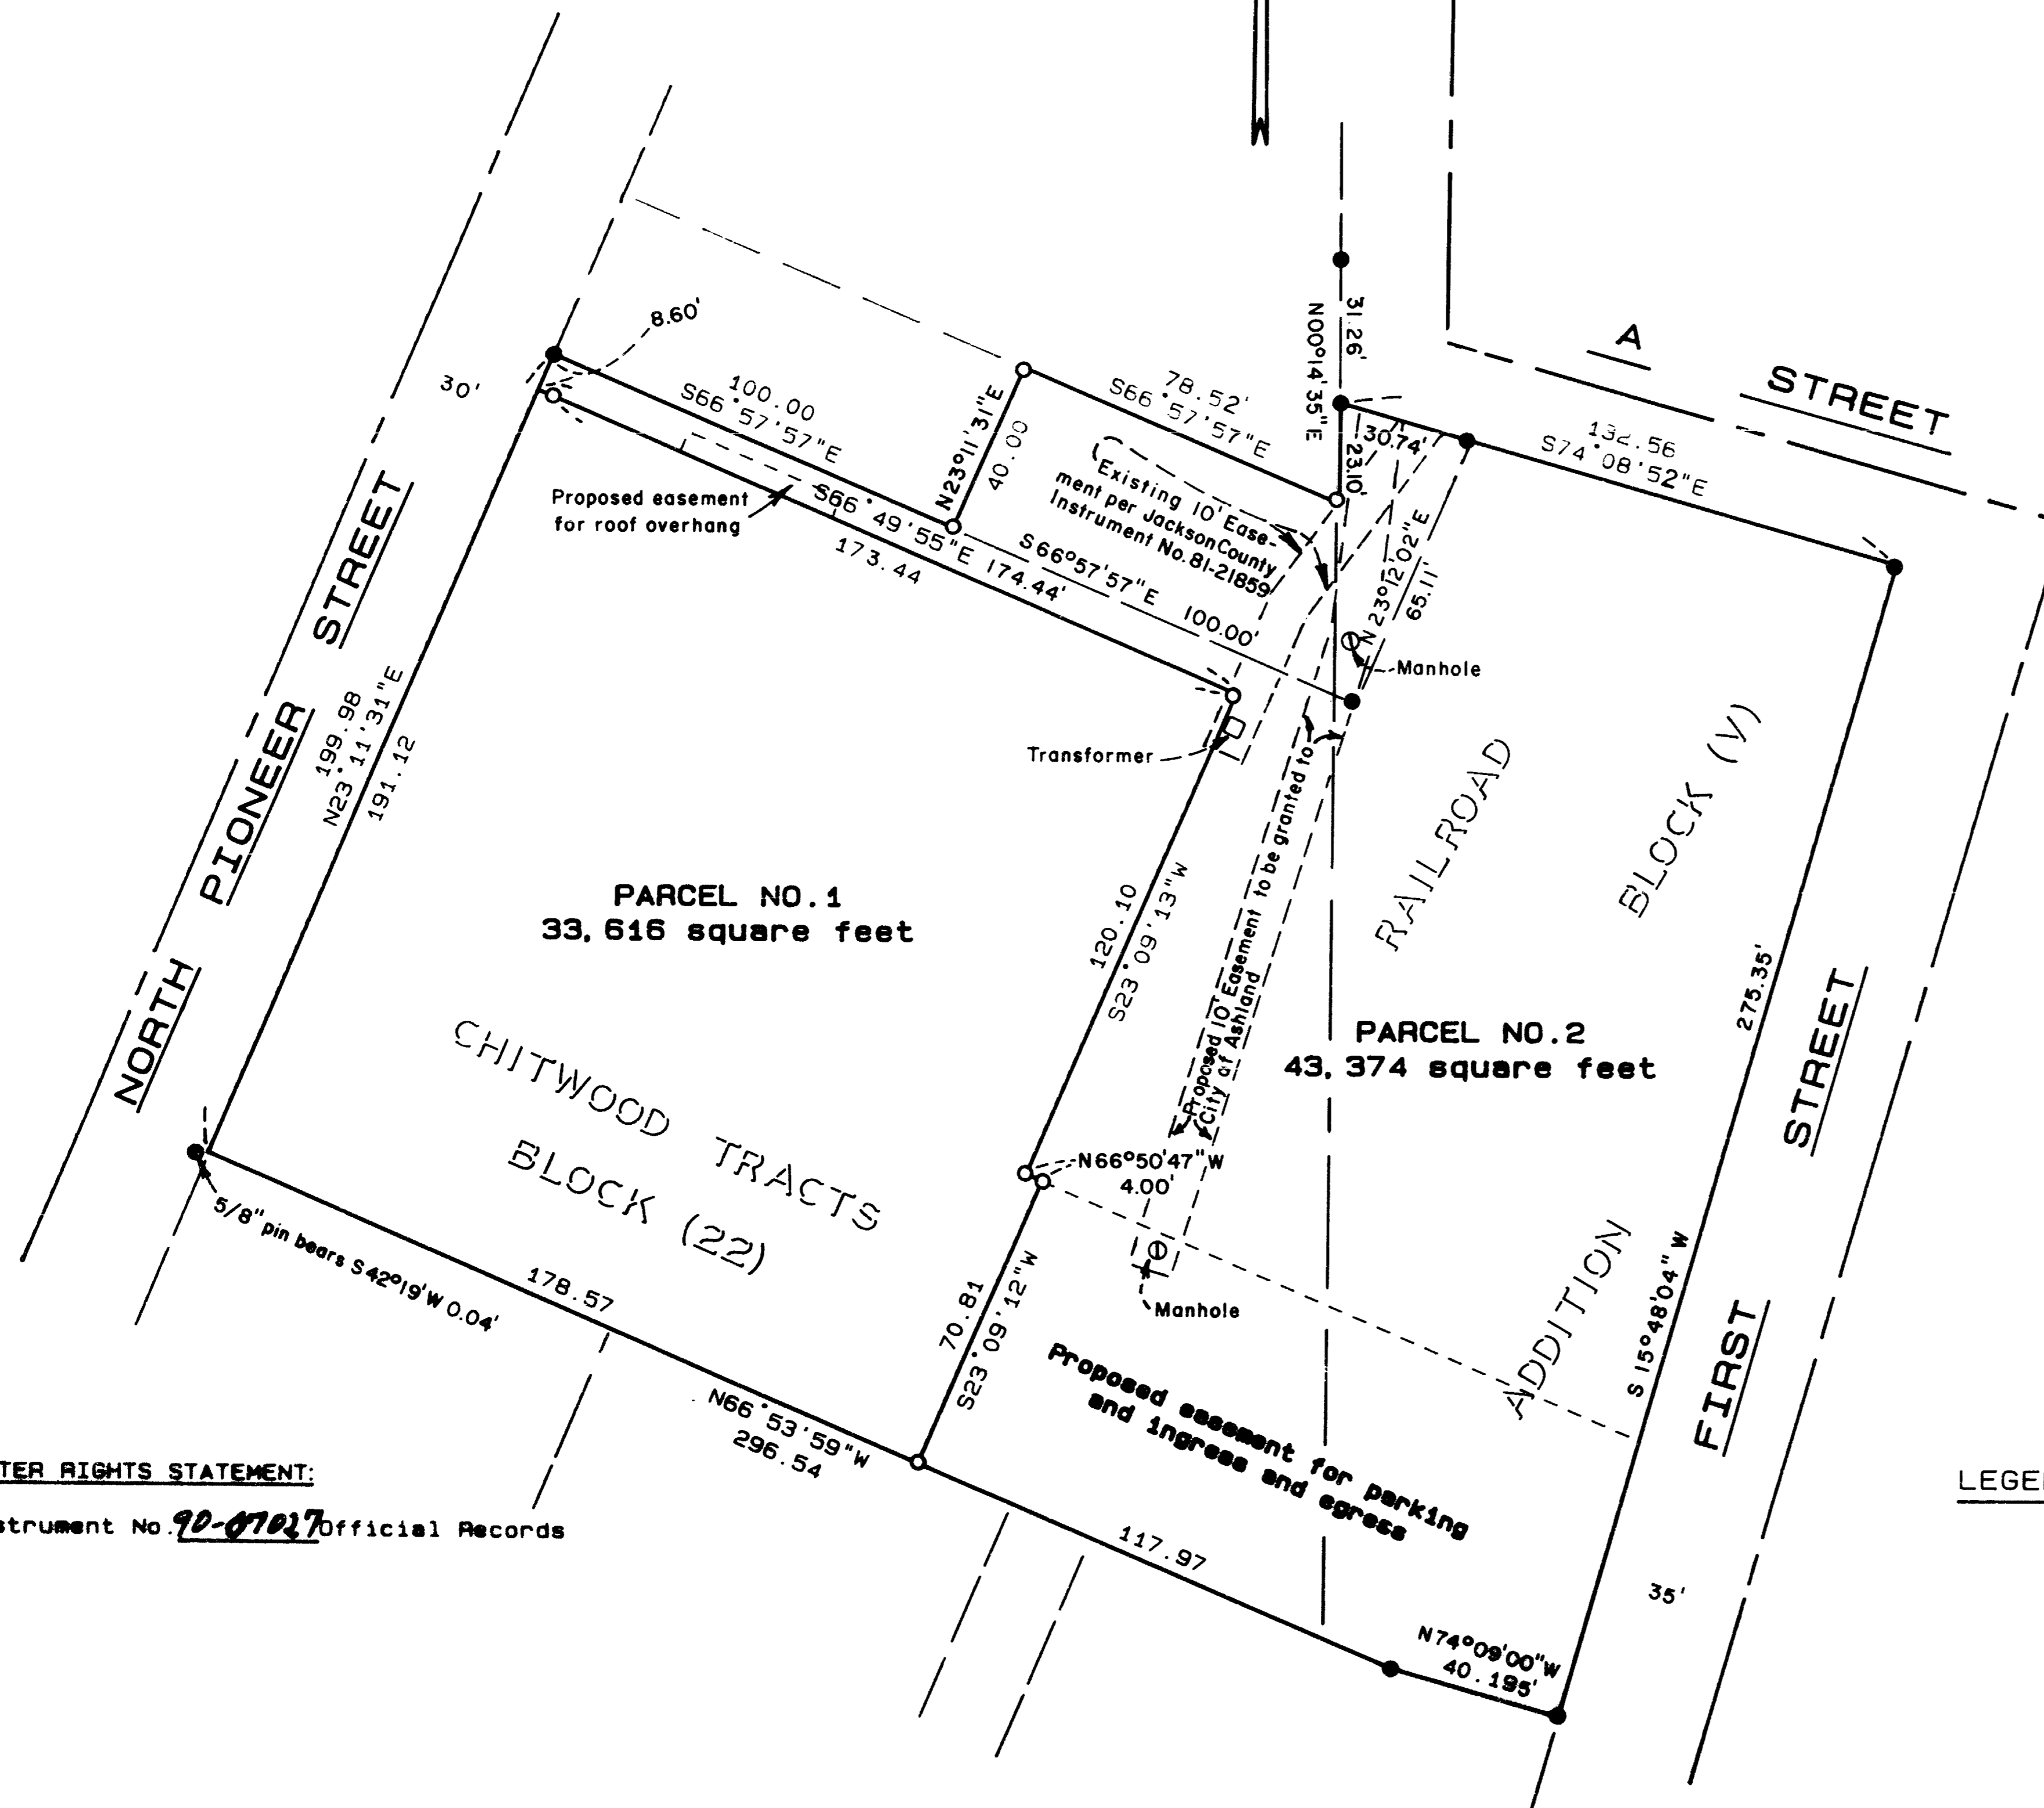 8.60'
30'
100.00
S66°57'57"E
N23°11'31"E
40.00
78.52'
S66°57'57"E
31.26'
N00°14'35"E
23.10'
30.74'
A STREET
132.56
S74°08'52"E
Proposed easement
for roof overhang
S66°49'55"E 174.44'
173.44
Existing 10' Ease-
ment per Jackson County
Instrument No. 81-21859
S66°57'57"E 100.00'
N23°12'02"E
65.11'
Manhole
Transformer
NORTH PIONEER STREET
199.98
N23°11'31"E
191.12
PARCEL NO.1
33,616 square feet
120.10
S23°09'13"W
Proposed 10' Easement to be granted to
City of Ashland
RAILROAD ADDITION
BLOCK (V)
PARCEL NO.2
43,374 square feet
275.35'
S 15°48'04" W
FIRST STREET
CHITWOOD TRACTS
BLOCK (22)
N66°50'47"W
4.00'
5/8" pin bears S 42°19'W 0.04'
178.57
70.81
S23°09'12"W
Manhole
Proposed easement for parking
and ingress and egress
N66°53'59"W
296.54
117.97
N74°09'00"W
40.195'
35'
TER RIGHTS STATEMENT:
strument No. 90-07027 Official Records
LEGE